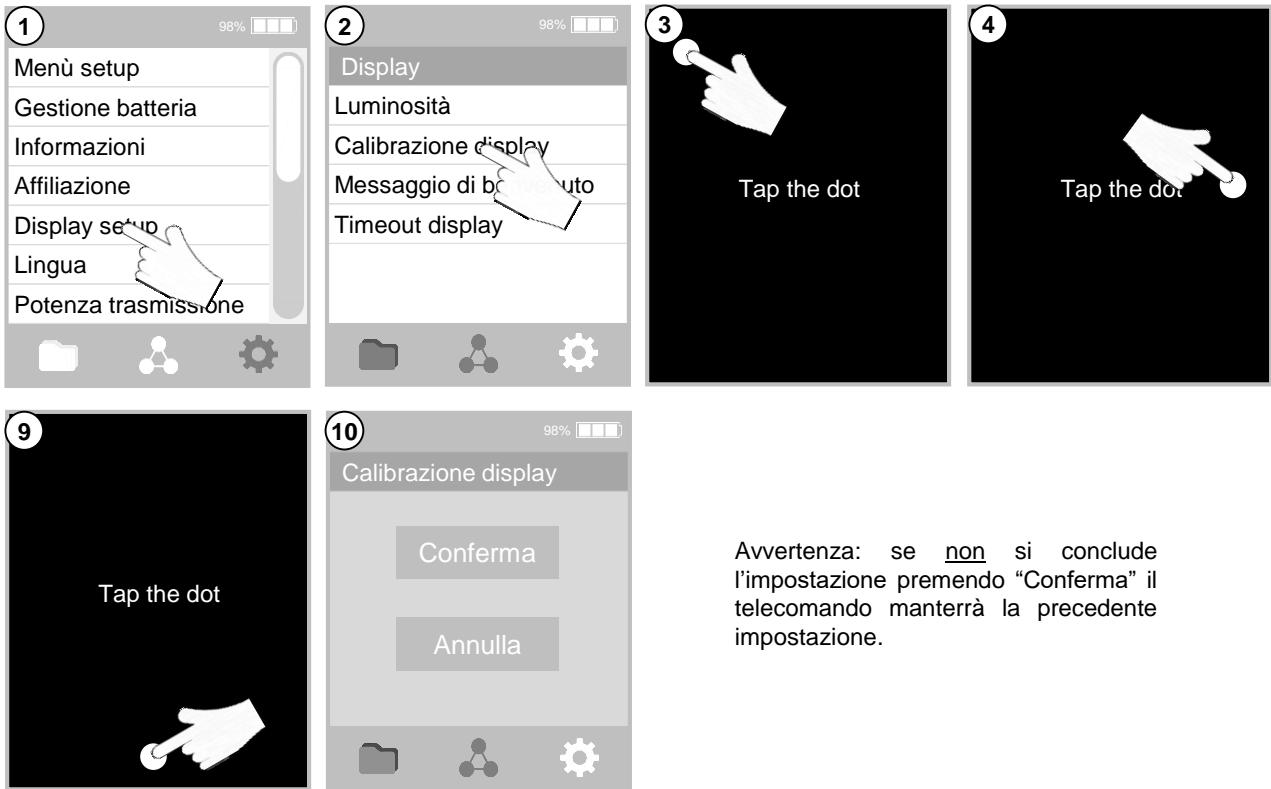 1
98%
Menù setup
Gestione batteria
Informazioni
Affiliazione
Display setup
Lingua
Potenza trasmissione
2
98%
Display
Luminosità
Calibrazione display
Messaggio di benvenuto
Timeout display
3
Tap the dot
4
Tap the dot
9
Tap the dot
10
98%
Calibrazione display
Conferma
Annulla
Avvertenza: se non si conclude
l’impostazione premendo “Conferma” il
telecomando manterrà la precedente
impostazione.